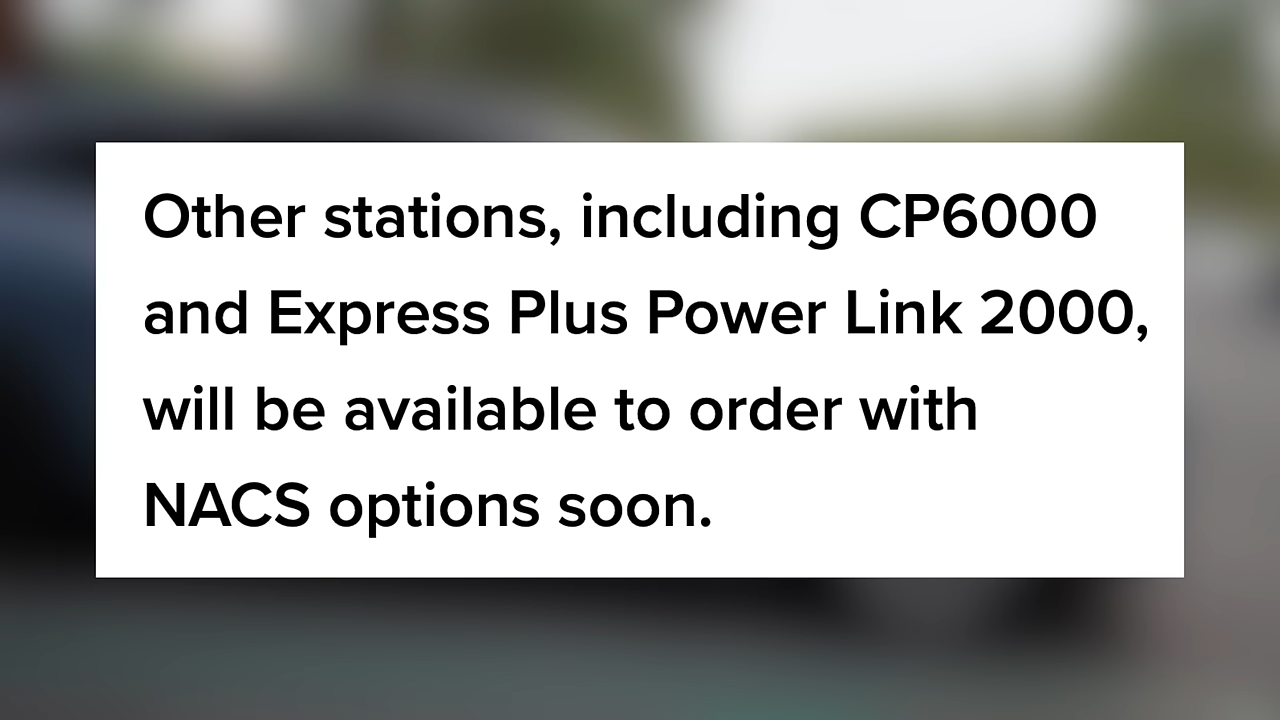 Other stations, including CP6000
and Express Plus Power Link 2000,
will be available to order with
NACS options soon.